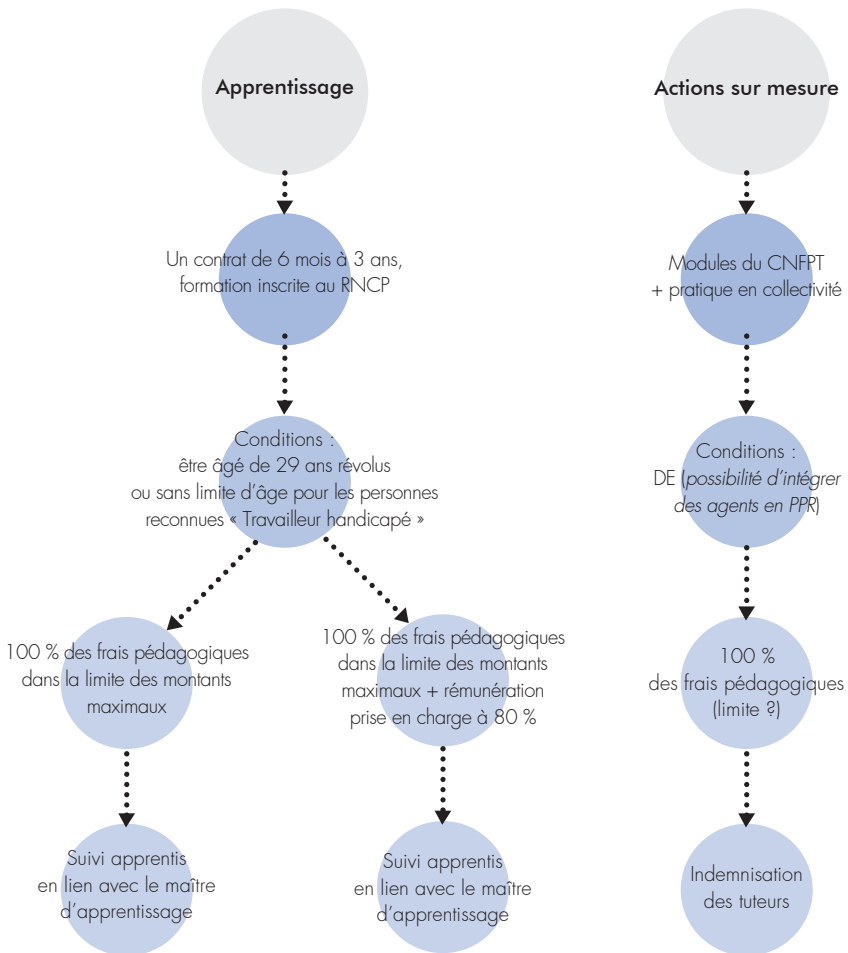 Apprentissage
Un contrat de 6 mois à 3 ans,
formation inscrite au RNCP
Conditions :
être âgé de 29 ans révolus
ou sans limite d'âge pour les personnes
reconnues « Travailleur handicapé »
100 % des frais pédagogiques
dans la limite des montants
maximaux
100 % des frais pédagogiques
dans la limite des montants
maximaux + rémunération
prise en charge à 80 %
Suivi apprentis
en lien avec le maître
d'apprentissage
Suivi apprentis
en lien avec le maître
d'apprentissage
Actions sur mesure
Modules du CNFPT
+ pratique en collectivité
Conditions :
DE (possibilité d'intégrer
des agents en PPR)
100 %
des frais pédagogiques
(limite ?)
Indemnisation
des tuteurs